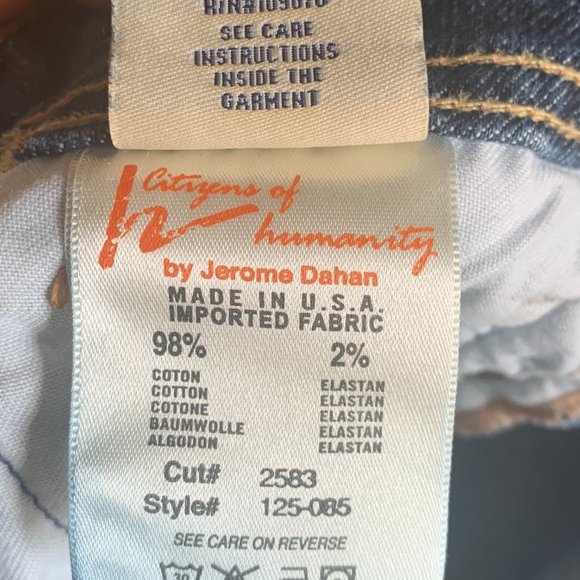 SEE CARE
INSTRUCTIONS
INSIDE THE
GARMENT
Citizens of
humanity
by Jerome Dahan
MADE IN U.S.A.
IMPORTED FABRIC
98% 2%
COTON ELASTAN
COTTON ELASTAN
COTONE ELASTAN
BAUMWOLLE ELASTAN
ALGODON ELASTAN
Cut# 2583
Style# 125-085
SEE CARE ON REVERSE
30